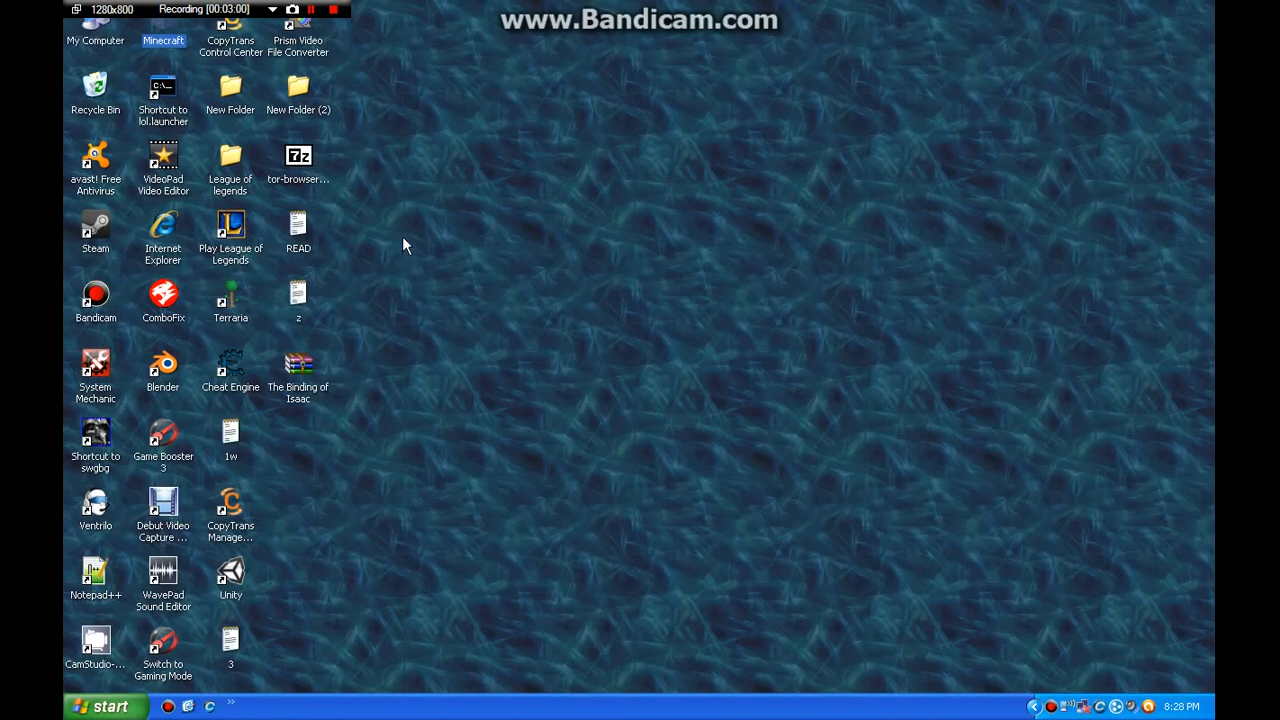 1280x800 Recording [00:03:00]
www.Bandicam.com
My Computer
Minecraft
CopyTrans
Control Center
Prism Video
File Converter
Recycle Bin
C:\...
Shortcut to
lol.launcher
New Folder
New Folder (2)
avast! Free
Antivirus
VideoPad
Video Editor
League of
legends
7z
tor-browser...
Steam
Internet
Explorer
Play League of
Legends
READ
Bandicam
ComboFix
Terraria
z
System
Mechanic
Blender
Cheat Engine
The Binding of
Isaac
Shortcut to
swgbg
Game Booster
3
1w
Ventrilo
Debut Video
Capture ...
CopyTrans
Manage...
Notepad++
WavePad
Sound Editor
Unity
CamStudio-...
Switch to
Gaming Mode
3
start
8:28 PM